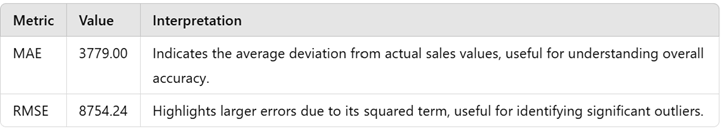 Metric Value Interpretation
MAE 3779.00 Indicates the average deviation from actual sales values, useful for understanding overall
accuracy.
RMSE 8754.24 Highlights larger errors due to its squared term, useful for identifying significant outliers.